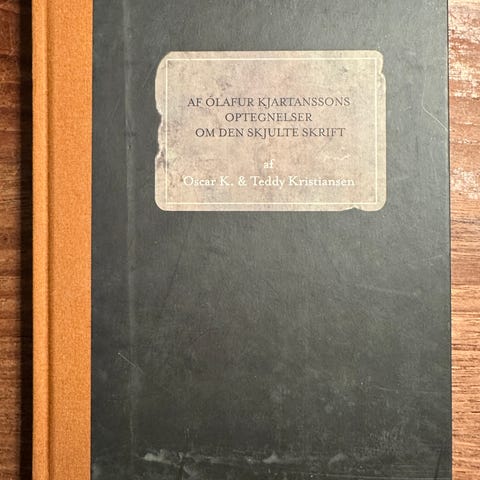 AF ÓLAFUR KJARTANSSONS
OPTEGNELSER
OM DEN SKJULTE SKRIFT
af
Oscar K. & Teddy Kristiansen